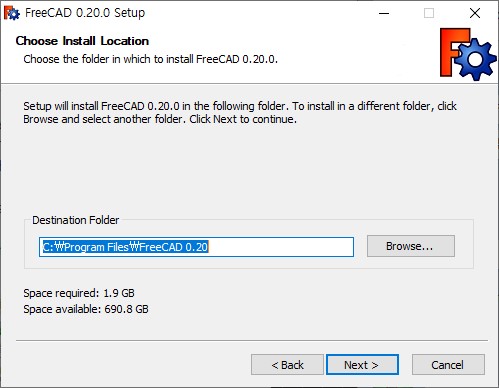 FreeCAD 0.20.0 Setup
Choose Install Location
Choose the folder in which to install FreeCAD 0.20.0.
Setup will install FreeCAD 0.20.0 in the following folder. To install in a different folder, click
Browse and select another folder. Click Next to continue.
Destination Folder
C:₩Program Files₩FreeCAD 0.20
Browse...
Space required: 1.9 GB
Space available: 690.8 GB
< Back
Next >
Cancel